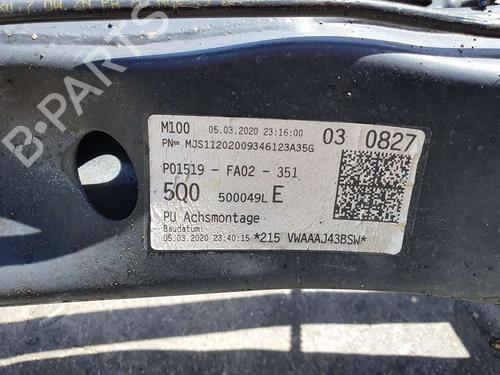 M100 05.03.2020 23:16:00 03 0827
PN= MJS11202009346123A35G
P01519 - FA02 - 351
5Q0 500049L E
PU Achsmontage
Baudatum:
05.03.2020 23:40:15 *215 VWAAAJ43BSW*
B-PARTS